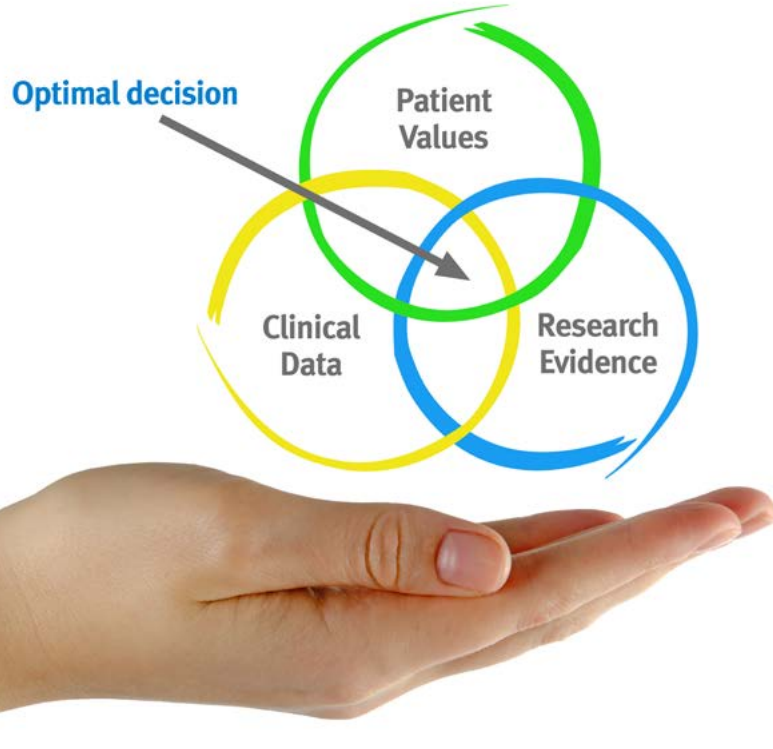 Optimal decision
Patient
Values
Clinical
Data
Research
Evidence